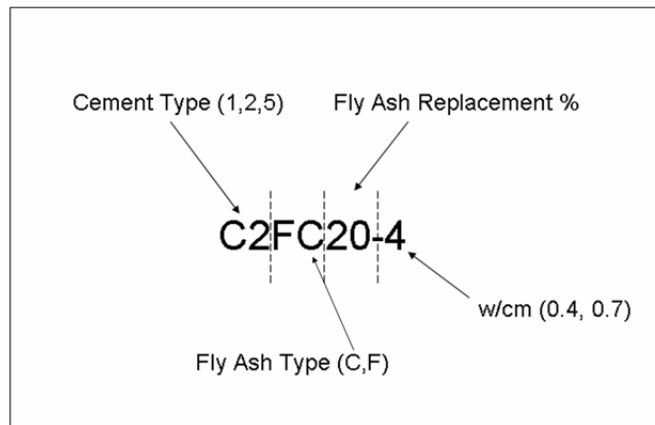 Cement Type (1,2,5)
Fly Ash Replacement %
C2FC20-4
w/cm (0.4, 0.7)
Fly Ash Type (C,F)